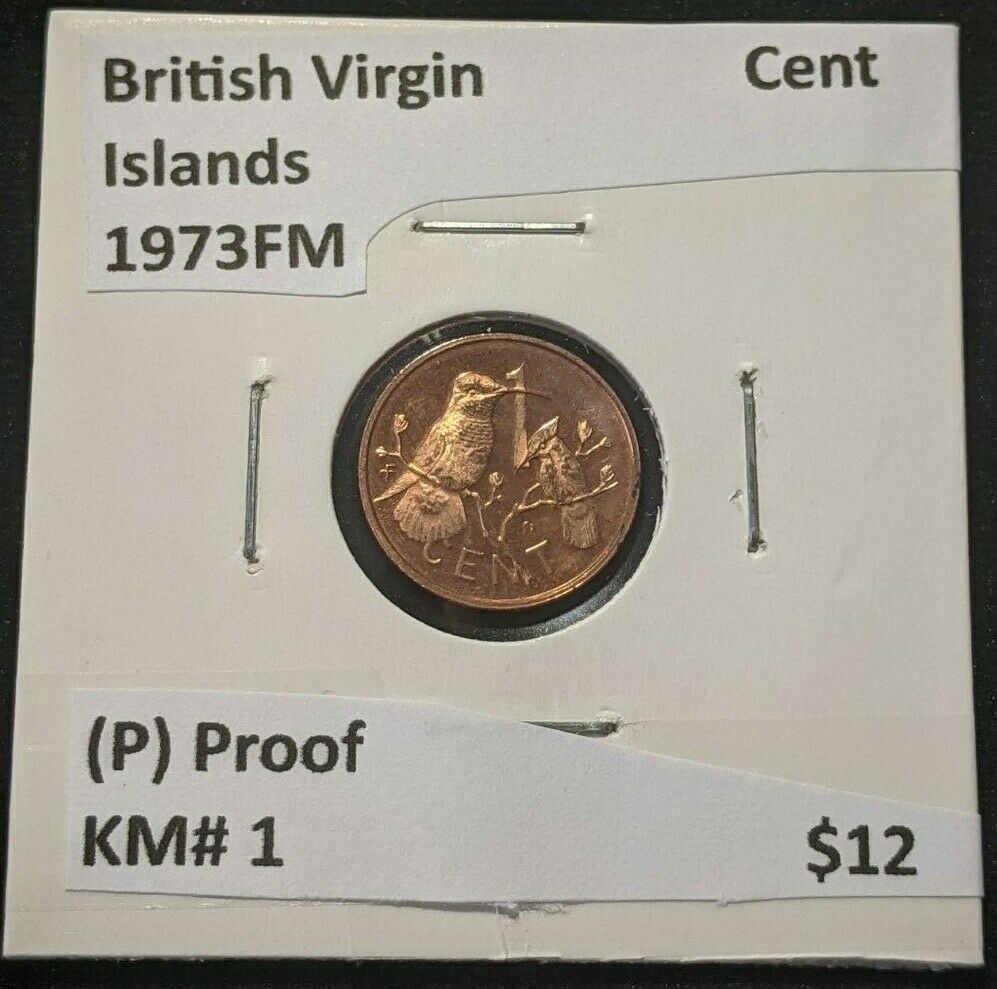 British Virgin Cent
Islands
1973FM
1
CENT
(P) Proof
KM# 1 $12